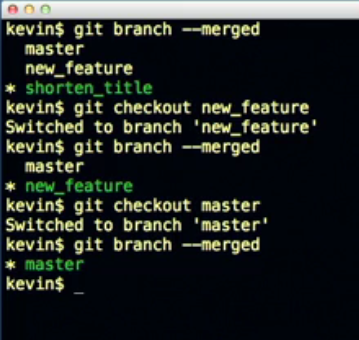 kevin$ git branch --merged
master
new_feature
* shorten_title
kevin$ git checkout new_feature
Switched to branch 'new_feature'
kevin$ git branch --merged
master
* new_feature
kevin$ git checkout master
Switched to branch 'master'
kevin$ git branch --merged
* master
kevin$ _